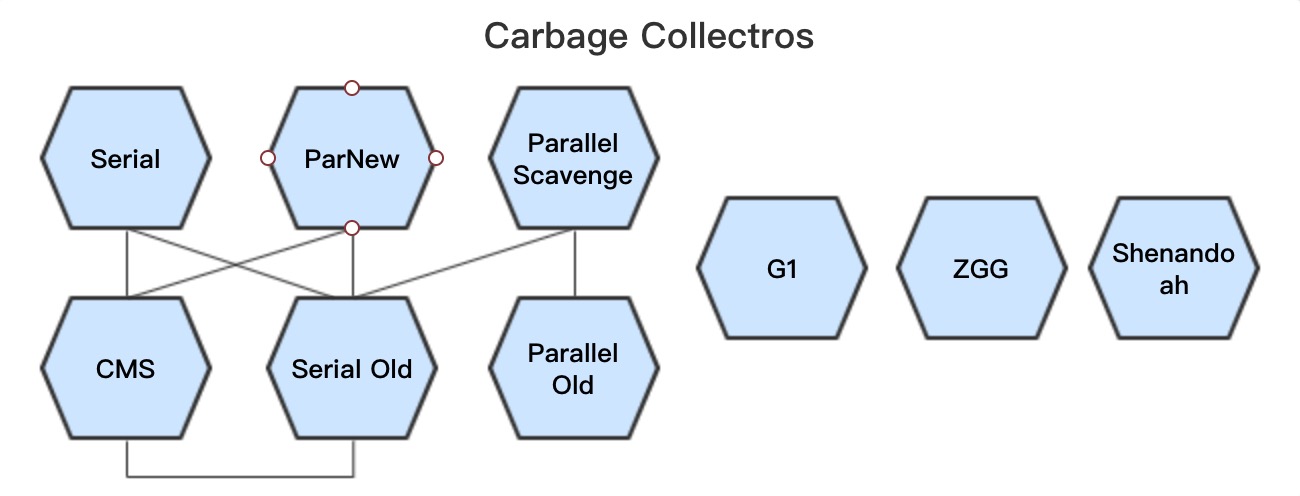 Carbage Collectros
Serial
ParNew
Parallel
Scavenge
G1
ZGG
Shenando
ah
CMS
Serial Old
Parallel
Old